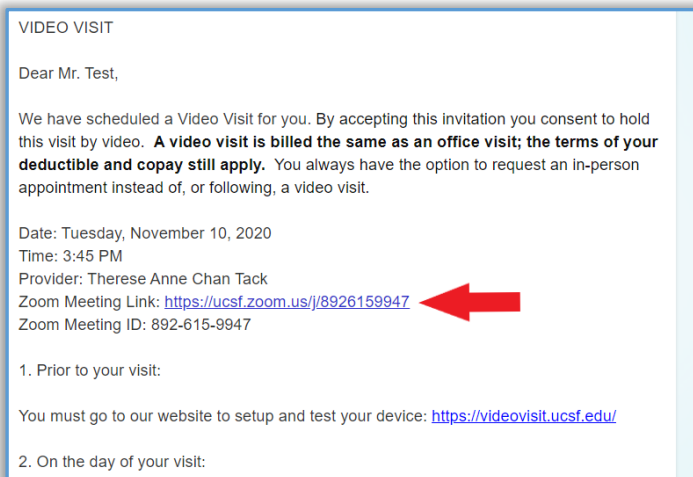 VIDEO VISIT
Dear Mr. Test,
We have scheduled a Video Visit for you. By accepting this invitation you consent to hold
this visit by video.  A video visit is billed the same as an office visit; the terms of your
deductible and copay still apply.  You always have the option to request an in-person
appointment instead of, or following, a video visit.
Date: Tuesday, November 10, 2020
Time: 3:45 PM
Provider: Therese Anne Chan Tack
Zoom Meeting Link: https://ucsf.zoom.us/j/8926159947
Zoom Meeting ID: 892-615-9947
1. Prior to your visit:
You must go to our website to setup and test your device: https://videovisit.ucsf.edu/
2. On the day of your visit: